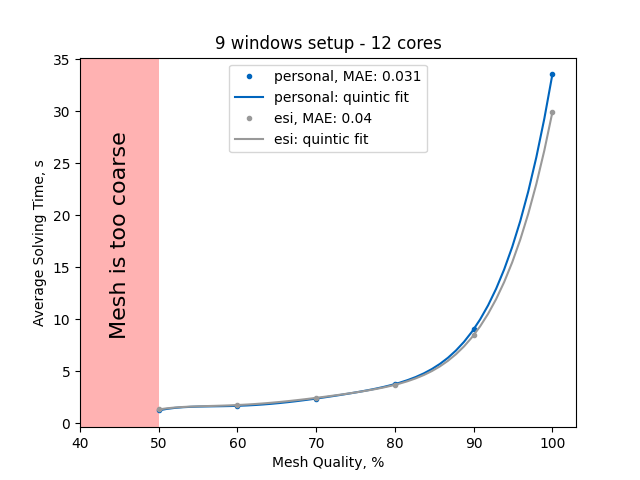 9 windows setup - 12 cores
personal, MAE: 0.031
personal: quintic fit
esi, MAE: 0.04
esi: quintic fit
Mesh is too coarse
Average Solving Time, s
35
30
25
20
15
10
5
0
40 50 60 70 80 90 100
Mesh Quality, %